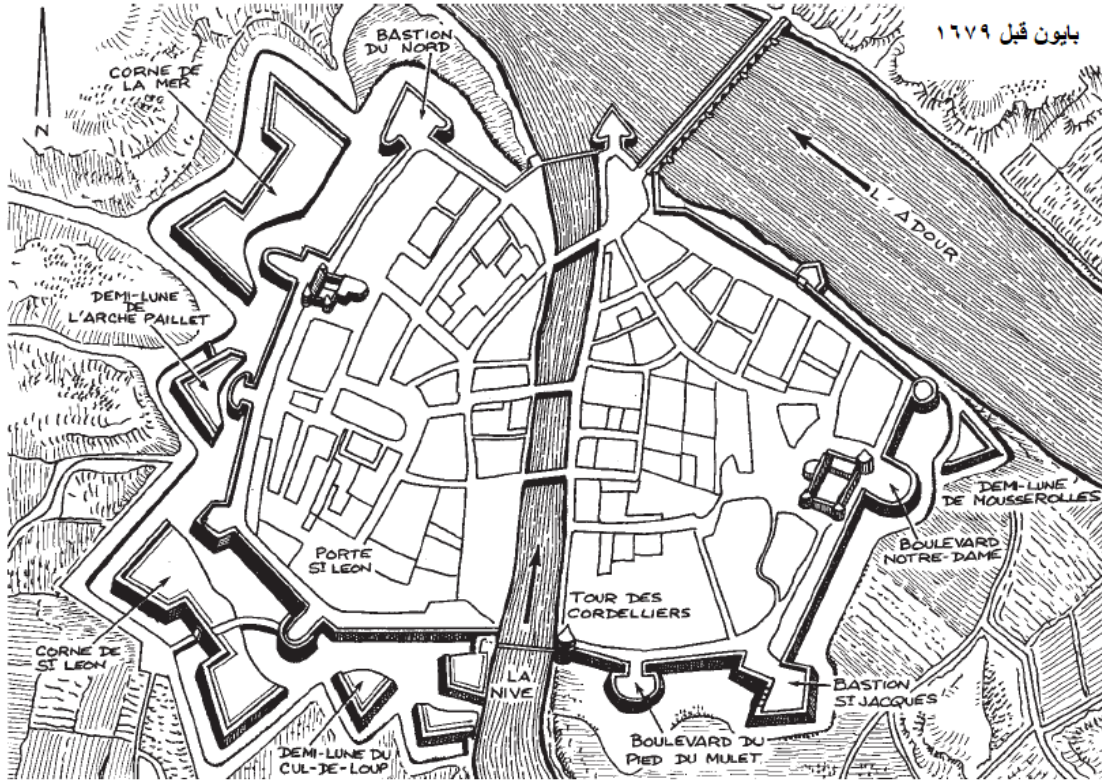 بايون قبل ١٦٧٩
BASTION
DU NORD
CORNE DE
LA MER
N
L'ADOUR
DEMI-LUNE
DE
L'ARCHE PAILLET
DEMI-LUNE
DE MOUSSEROLLES
BOULEVARD
NOTRE-DAME
PORTE
ST LEON
TOUR DES
CORDELLIERS
CORNE DE
ST LEON
LA
NIVE
BASTION
ST JACQUES
DEMI-LUNE DU
CUL-DE-LOUP
BOULEVARD DU
PIED DU MULET